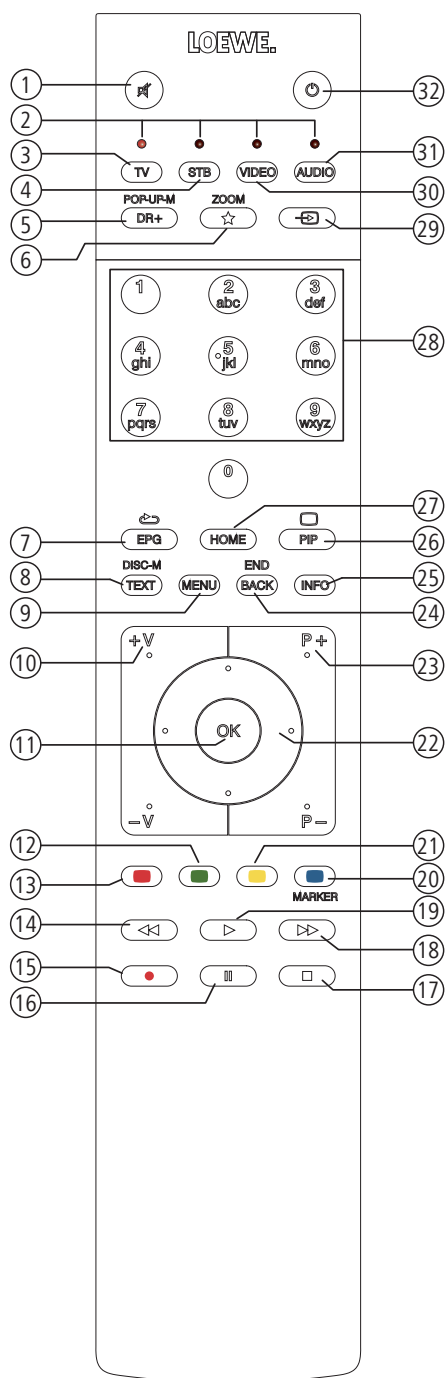 LOEWE.
1 32
2
3 TV STB VIDEO AUDIO 31
4 30
POP-UP-M ZOOM
5 DR+ 29
6
1 2 3
abc def
28
4 5 6
ghi jkl mno
7 8 9
pqrs tuv wxyz
0
27
7 EPG HOME PIP 26
DISC-M END
8 TEXT MENU BACK INFO 25
9 24
+V P+
10 23
11 OK 22
−V P−
12 21
13 20
MARKER
14 19
18
15
16 17